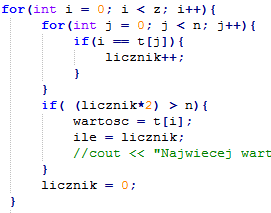 for(int i = 0; i < z; i++){
for(int j = 0; j < n; j++){
if(i == t[j]){
licznik++;
}
}
if( (licznik*2) > n){
wartosc = t[i];
ile = licznik;
//cout << "Najwiecej wart
}
licznik = 0;
}